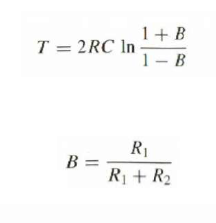 T = 2RC ln (1 + B)/(1 − B)
B = R₁/(R₁ + R₂)